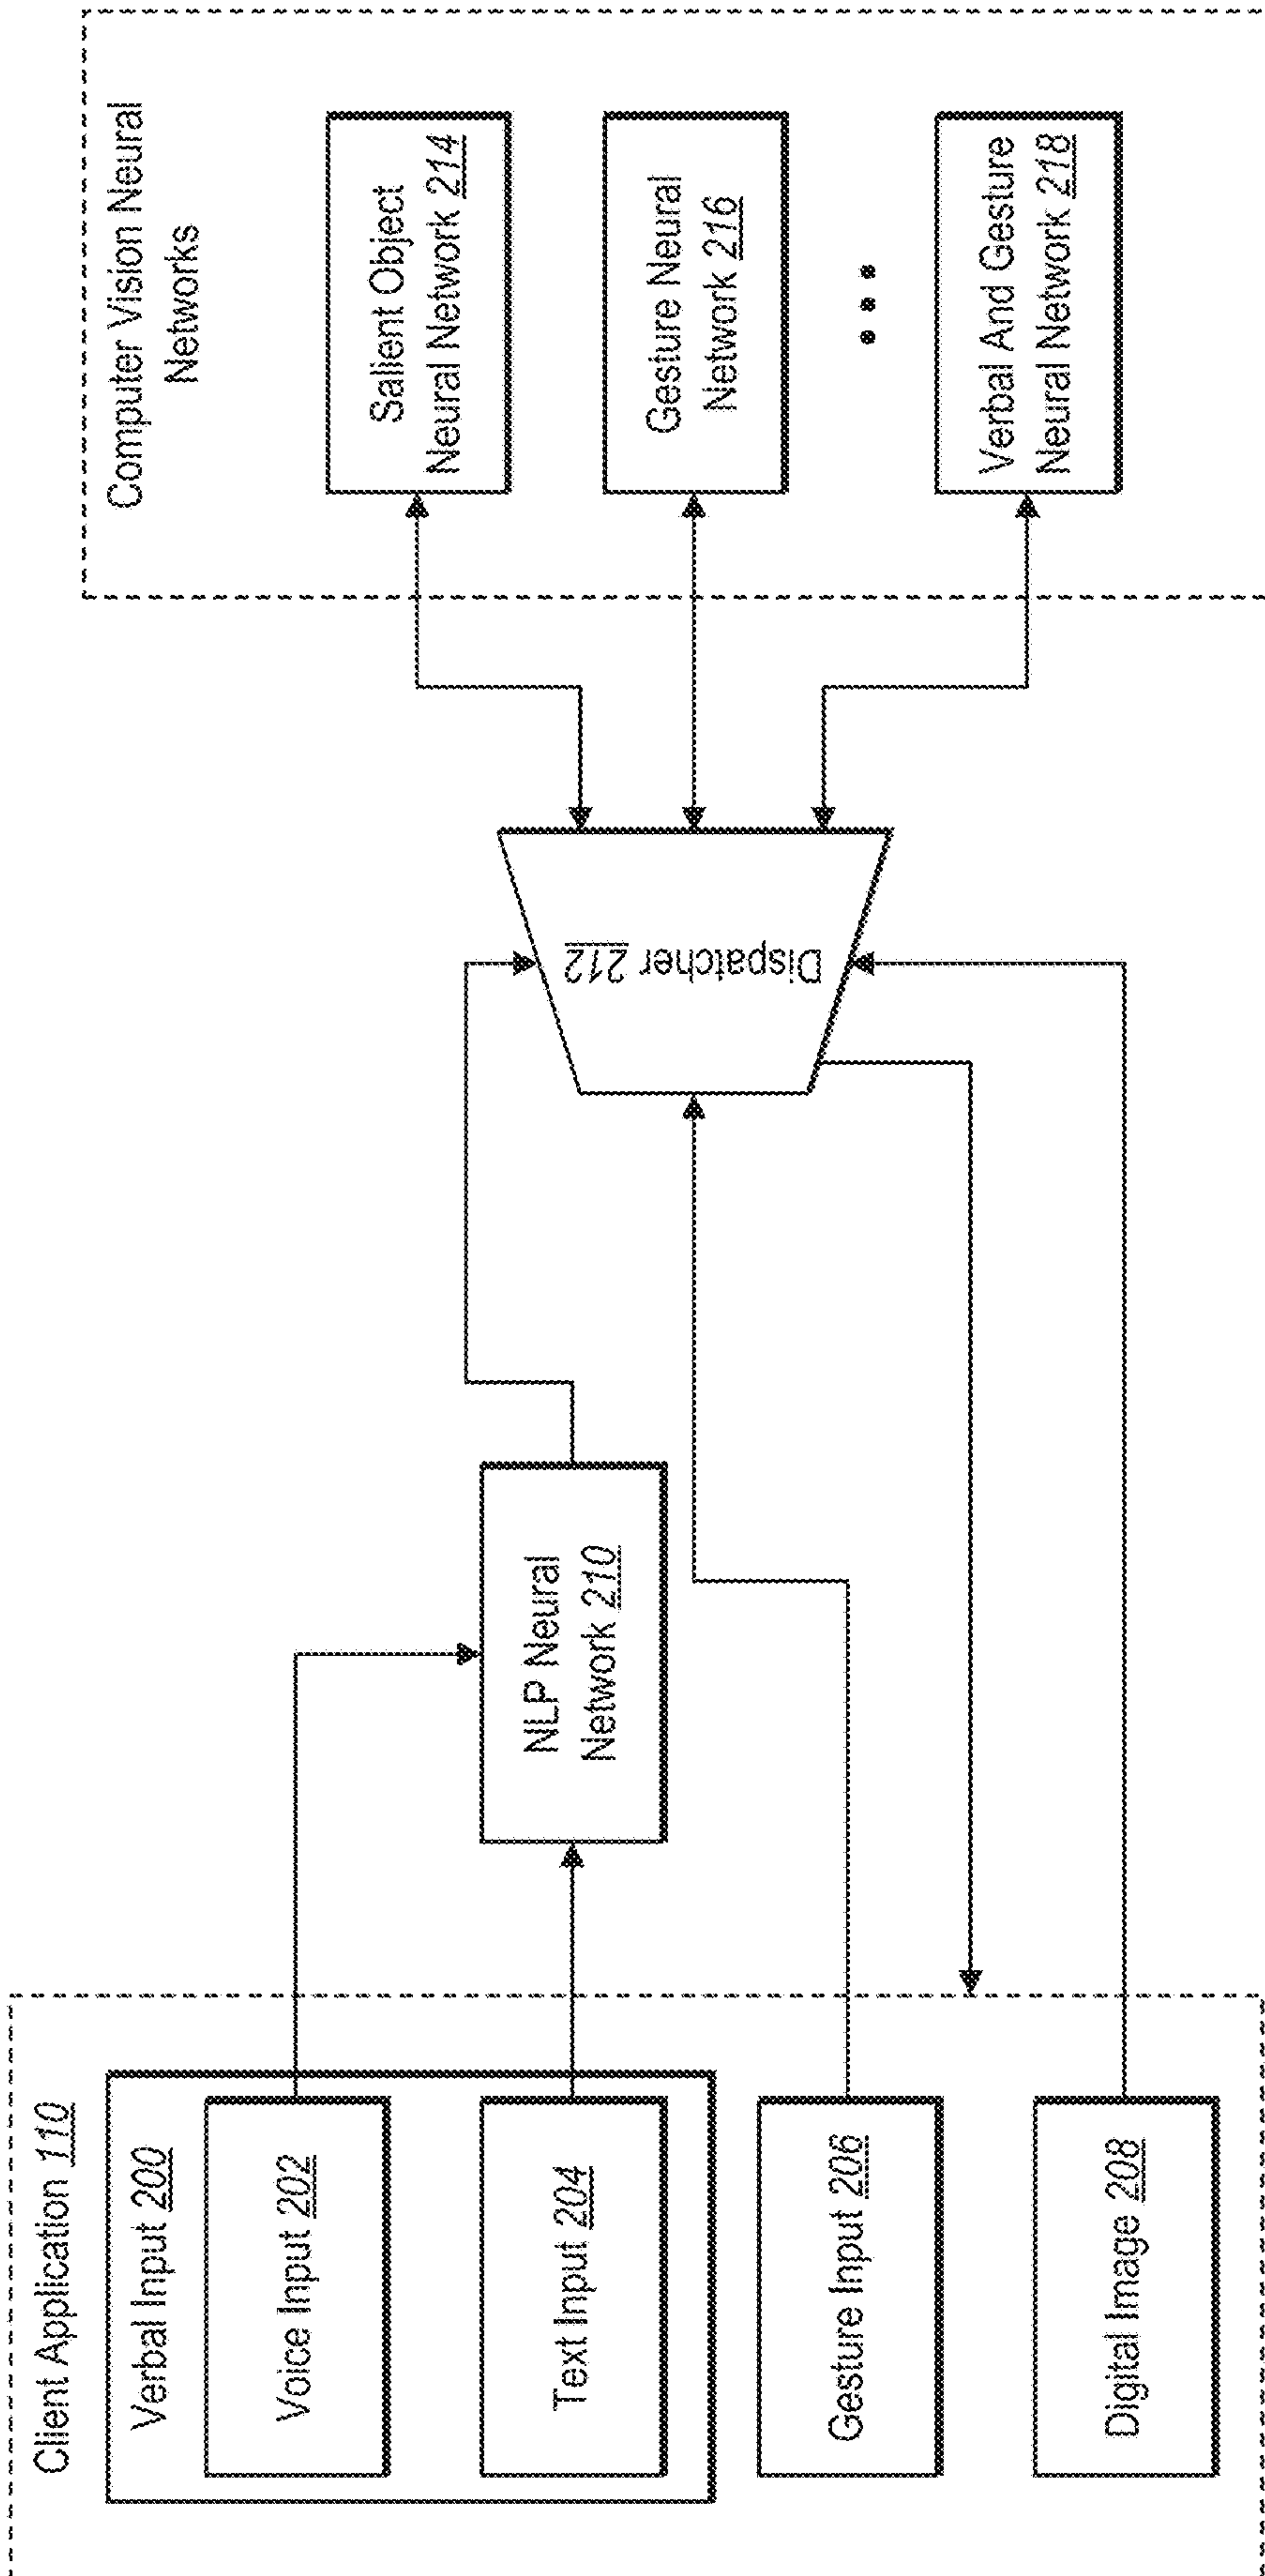 Client Application 110
Verbal Input 200
Voice Input 202
Text Input 204
Gesture Input 206
Digital Image 208
NLP Neural
Network 210
Dispatcher 212
Computer Vision Neural
Networks
Salient Object
Neural Network 214
Gesture Neural
Network 216
Verbal And Gesture
Neural Network 218